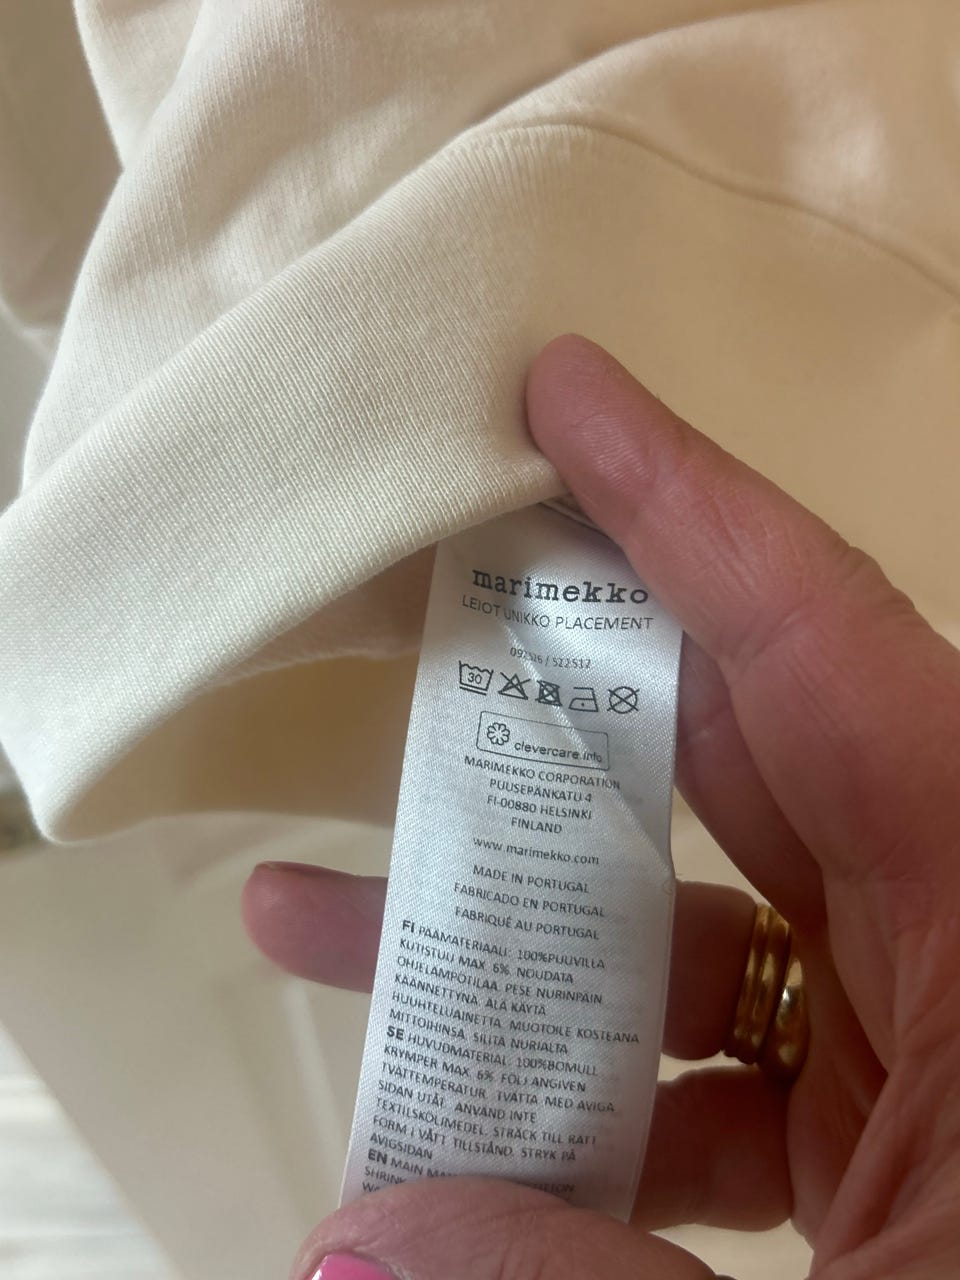 marimekko
LEIOT UNIKKO PLACEMENT
/ S22517
30
clevercare.info
MARIMEKKO CORPORATION
PUUSEPÄNKATU 4
FI-00880 HELSINKI
FINLAND
www.marimekko.com
MADE IN PORTUGAL
FABRICADO EN PORTUGAL
FABRIQUÉ AU PORTUGAL
FI PÄÄMATERIAALI: 100%PUUVILLA
KUTISTUU MAX. 6%. NOUDATA
OHJELÄMPÖTILAA. PESE NURINPÄIN
KÄÄNNETTYNÄ. ÄLÄ KÄYTÄ
HUUHTELUAINETTA. MUOTOILE KOSTEANA
MITTOIHINSA. SILITÄ NURJALTA
SE HUVUDMATERIAL: 100%BOMULL
KRYMPER MAX. 6%. FÖLJ ANGIVEN
TVÄTTEMPERATUR. TVÄTTA MED AVIGA
SIDAN UTÅT. ANVÄND INTE
TEXTILSKÖLJMEDEL. STRÄCK TILL RÄTT
FORM I VÅTT TILLSTÅND. STRYK PÅ
AVIGSIDAN
EN MAIN